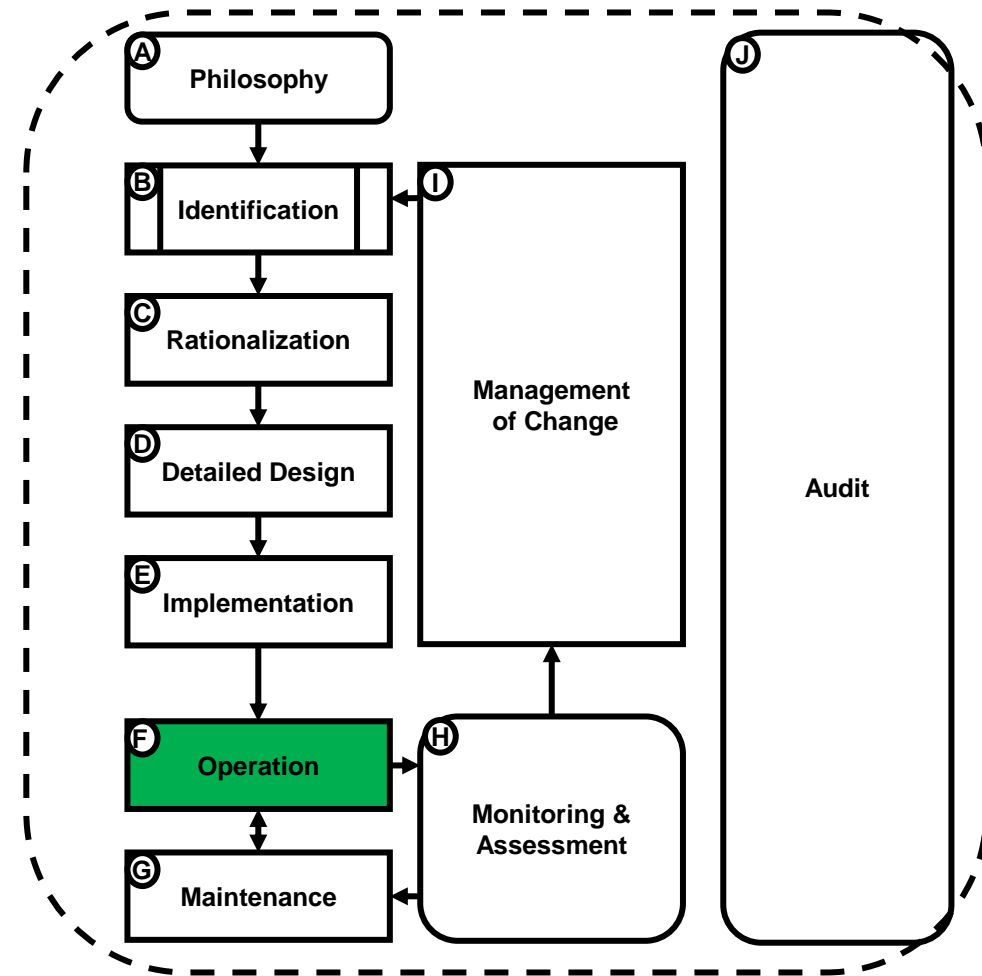 A
Philosophy
B
Identification
C
Rationalization
D
Detailed Design
E
Implementation
F
Operation
G
Maintenance
H
Monitoring &
Assessment
I
Management
of Change
J
Audit